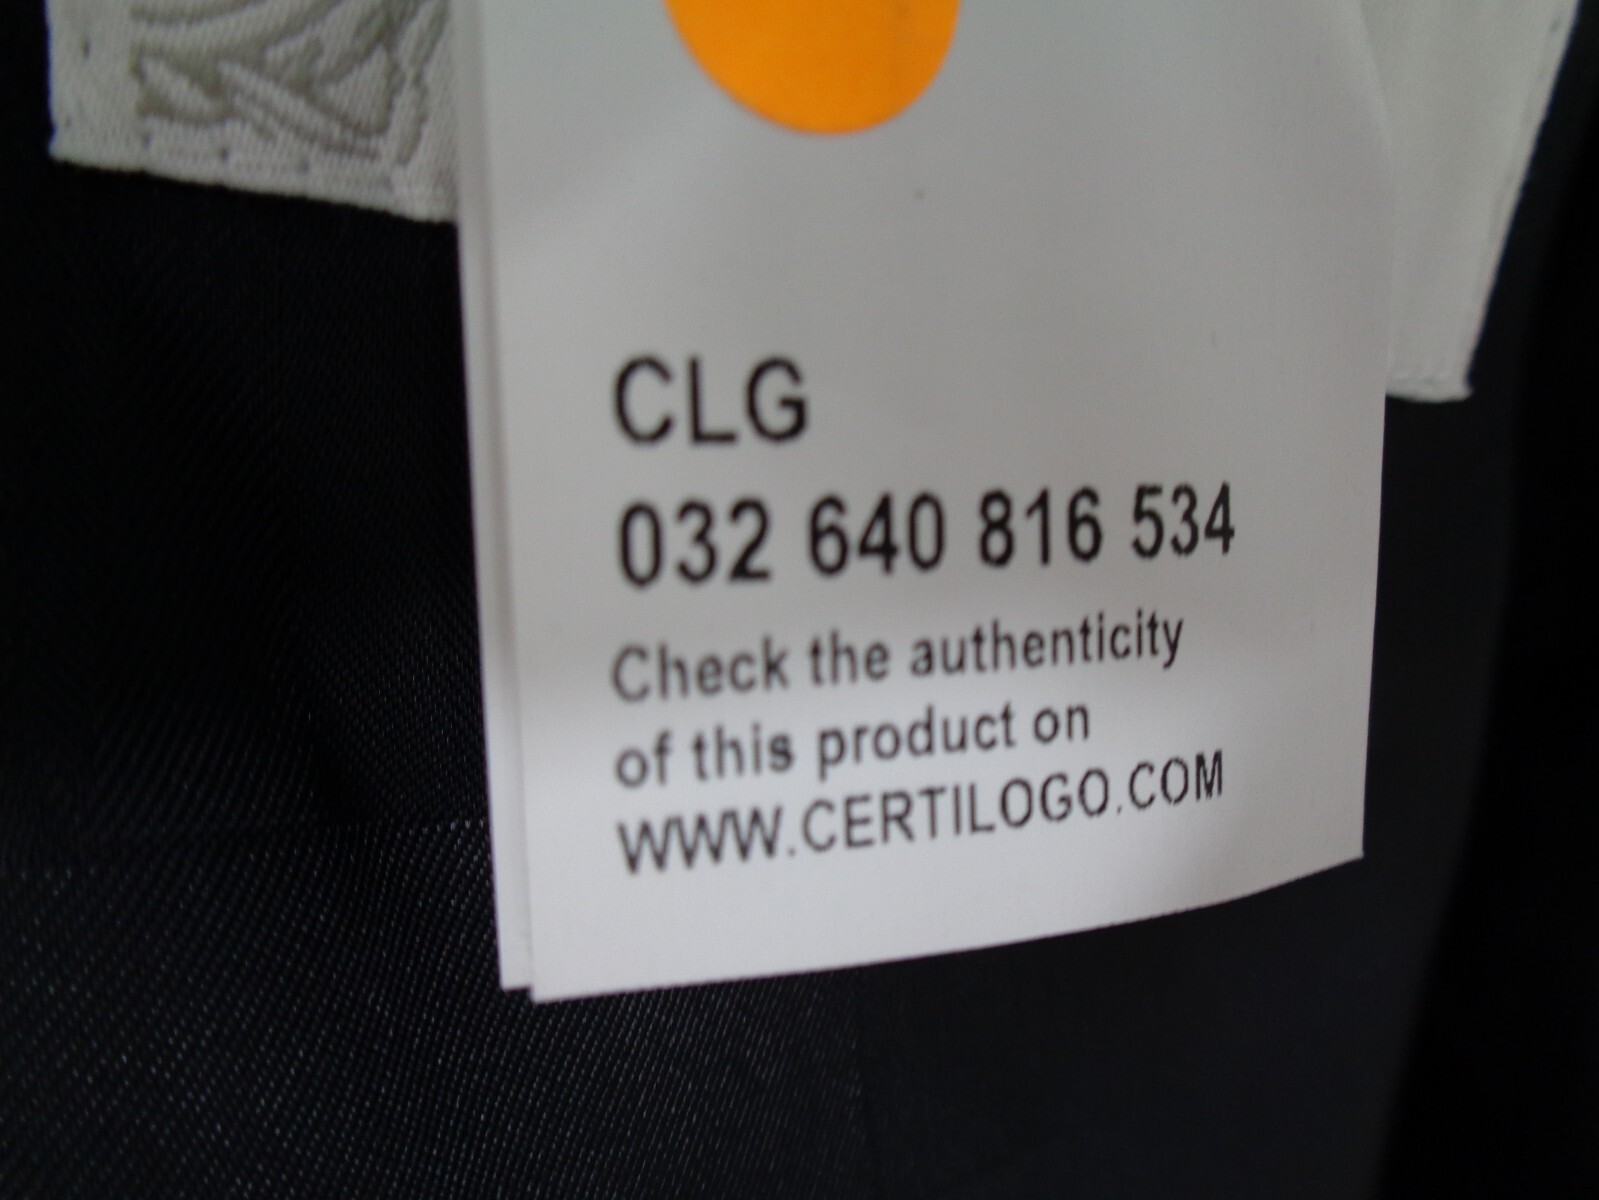 CLG
032 640 816 534
Check the authenticity
of this product on
WWW.CERTILOGO.COM